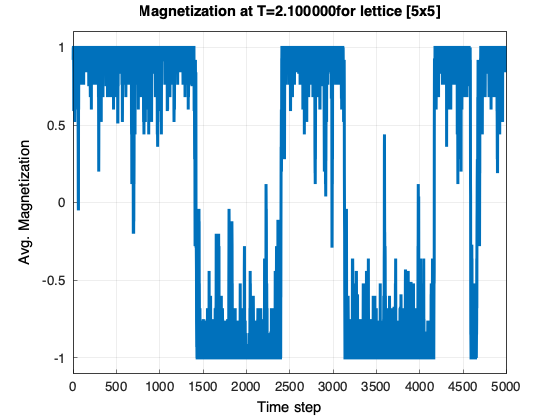 Magnetization at T=2.100000for lettice [5x5]
1
0.5
0
-0.5
-1
Avg. Magnetization
0 500 1000 1500 2000 2500 3000 3500 4000 4500 5000
Time step